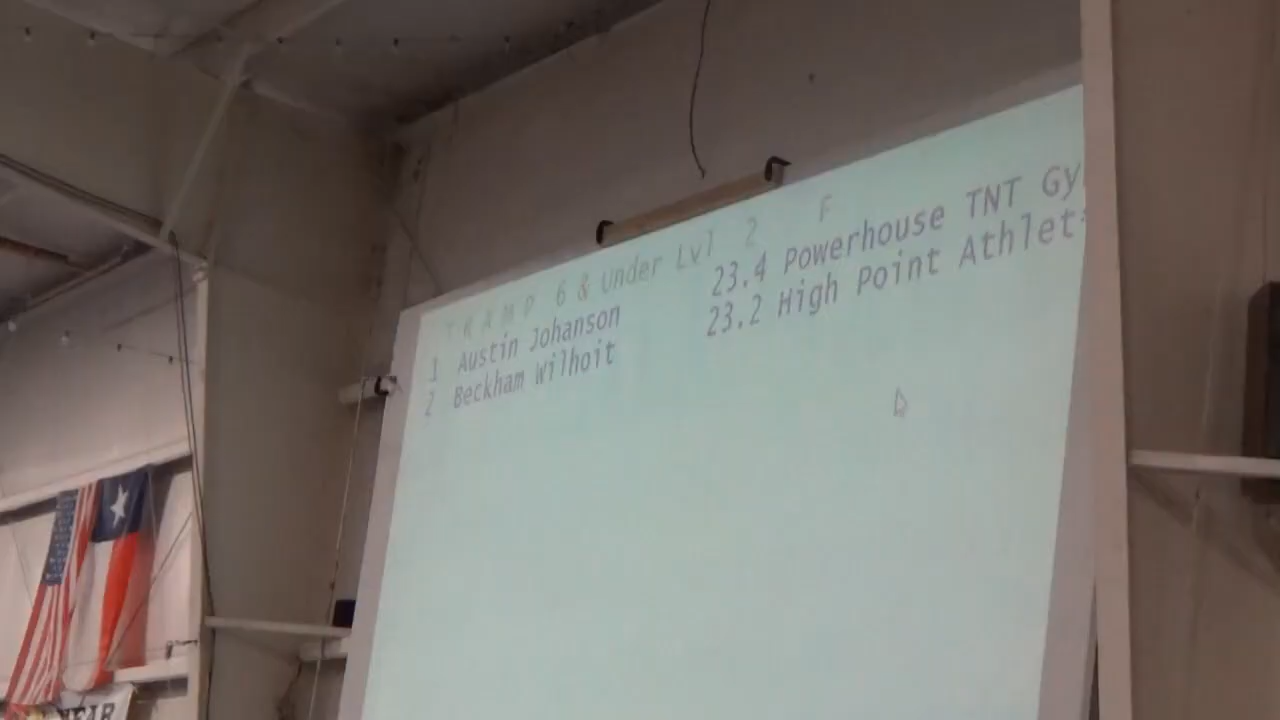 TRAMP 6 & Under Lvl 2 F
1 Austin Johanson 23.4 Powerhouse TNT Gy
2 Beckham Wilhoit 23.2 High Point Athlet